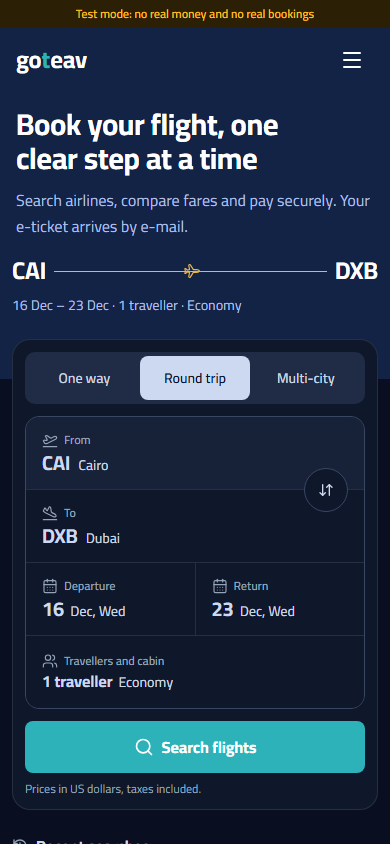 Test mode: no real money and no real bookings
goteav
Book your flight, one
clear step at a time
Search airlines, compare fares and pay securely. Your
e-ticket arrives by e-mail.
CAI DXB
16 Dec – 23 Dec · 1 traveller · Economy
One way Round trip Multi-city
From
CAI Cairo
To
DXB Dubai
Departure Return
16 Dec, Wed 23 Dec, Wed
Travellers and cabin
1 traveller Economy
Search flights
Prices in US dollars, taxes included.